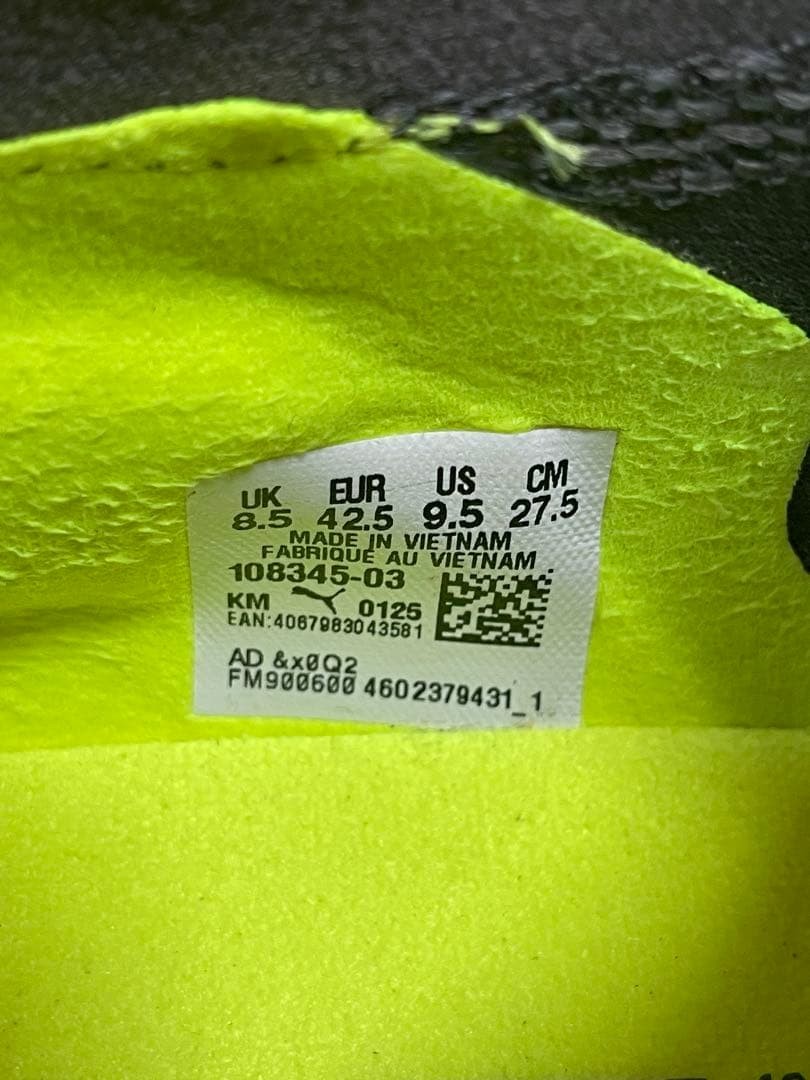 UK EUR US CM
8.5 42.5 9.5 27.5
MADE IN VIETNAM
FABRIQUÉ AU VIETNAM
108345-03
KM 0125
EAN:4067983043581
AD &x0Q2
FM900600 4602379431_1